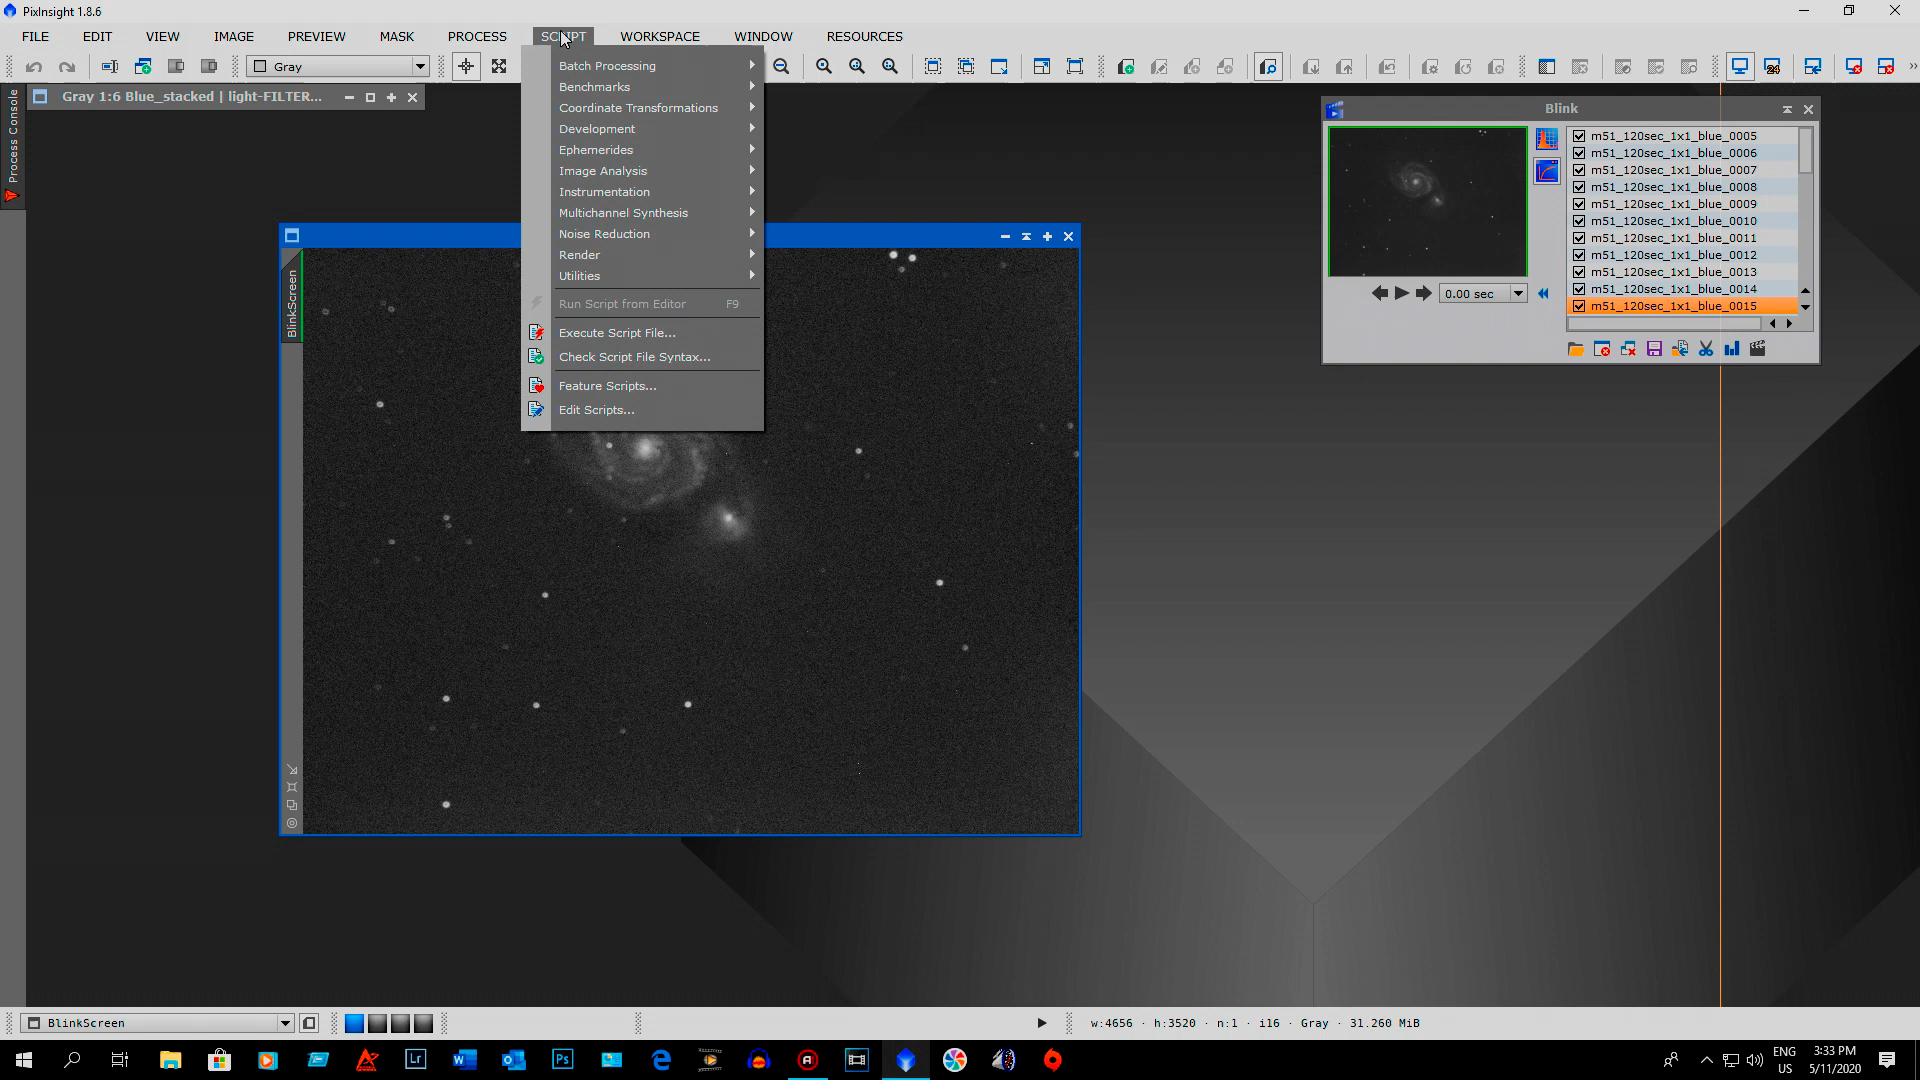 PixInsight 1.8.6
FILE EDIT VIEW IMAGE PREVIEW MASK PROCESS SCRIPT WORKSPACE WINDOW RESOURCES
Gray
24
Process Console
Gray 1:6 Blue_stacked | light-FILTER...
Batch Processing
Benchmarks
Coordinate Transformations
Development
Ephemerides
Image Analysis
Instrumentation
Multichannel Synthesis
Noise Reduction
Render
Utilities
Run Script from Editor F9
Execute Script File...
Check Script File Syntax...
Feature Scripts...
Edit Scripts...
BlinkScreen
Blink
m51_120sec_1x1_blue_0005
m51_120sec_1x1_blue_0006
m51_120sec_1x1_blue_0007
m51_120sec_1x1_blue_0008
m51_120sec_1x1_blue_0009
m51_120sec_1x1_blue_0010
m51_120sec_1x1_blue_0011
m51_120sec_1x1_blue_0012
m51_120sec_1x1_blue_0013
m51_120sec_1x1_blue_0014
m51_120sec_1x1_blue_0015
0.00 sec
BlinkScreen
w:4656 · h:3520 · n:1 · i16 · Gray · 31.260 MiB
Lr
Ps
ENG
US
3:33 PM
5/11/2020